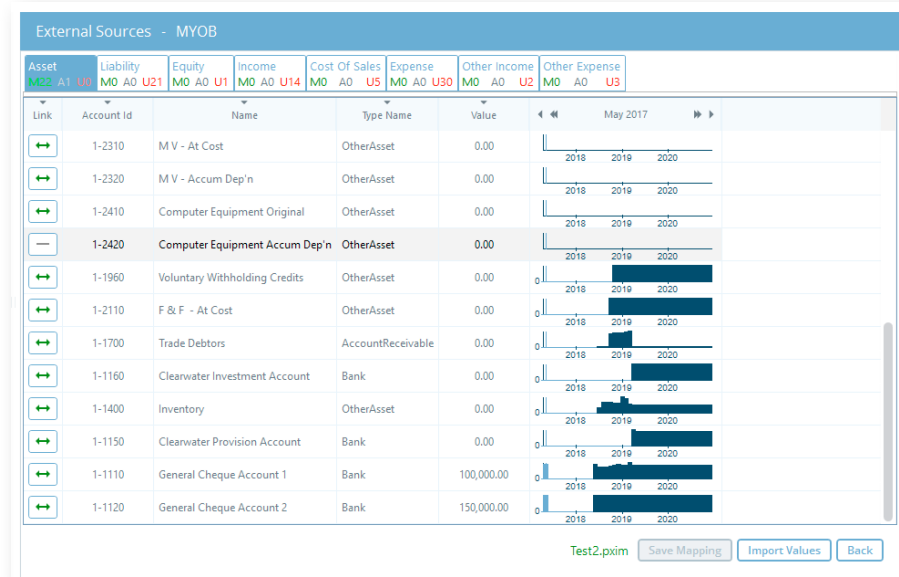 External Sources - MYOB
Asset Liability Equity Income Cost Of Sales Expense Other Income Other Expense
M22 A1 U0 M0 A0 U21 M0 A0 U1 M0 A0 U14 M0 A0 U5 M0 A0 U30 M0 A0 U2 M0 A0 U3
Link Account Id Name Type Name Value May 2017
1-2310 M V - At Cost OtherAsset 0.00
2018 2019 2020
1-2320 M V - Accum Dep'n OtherAsset 0.00
2018 2019 2020
1-2410 Computer Equipment Original OtherAsset 0.00
2018 2019 2020
1-2420 Computer Equipment Accum Dep'n OtherAsset 0.00
2018 2019 2020
1-1960 Voluntary Withholding Credits OtherAsset 0.00 0
2018 2019 2020
1-2110 F & F - At Cost OtherAsset 0.00 0
2018 2019 2020
1-1700 Trade Debtors AccountReceivable 0.00 0
2018 2019 2020
1-1160 Clearwater Investment Account Bank 0.00 0
2018 2019 2020
1-1400 Inventory OtherAsset 0.00 0
2018 2019 2020
1-1150 Clearwater Provision Account Bank 0.00 0
2018 2019 2020
1-1110 General Cheque Account 1 Bank 100,000.00 0
2018 2019 2020
1-1120 General Cheque Account 2 Bank 150,000.00 0
2018 2019 2020
Test2.pxim Save Mapping Import Values Back